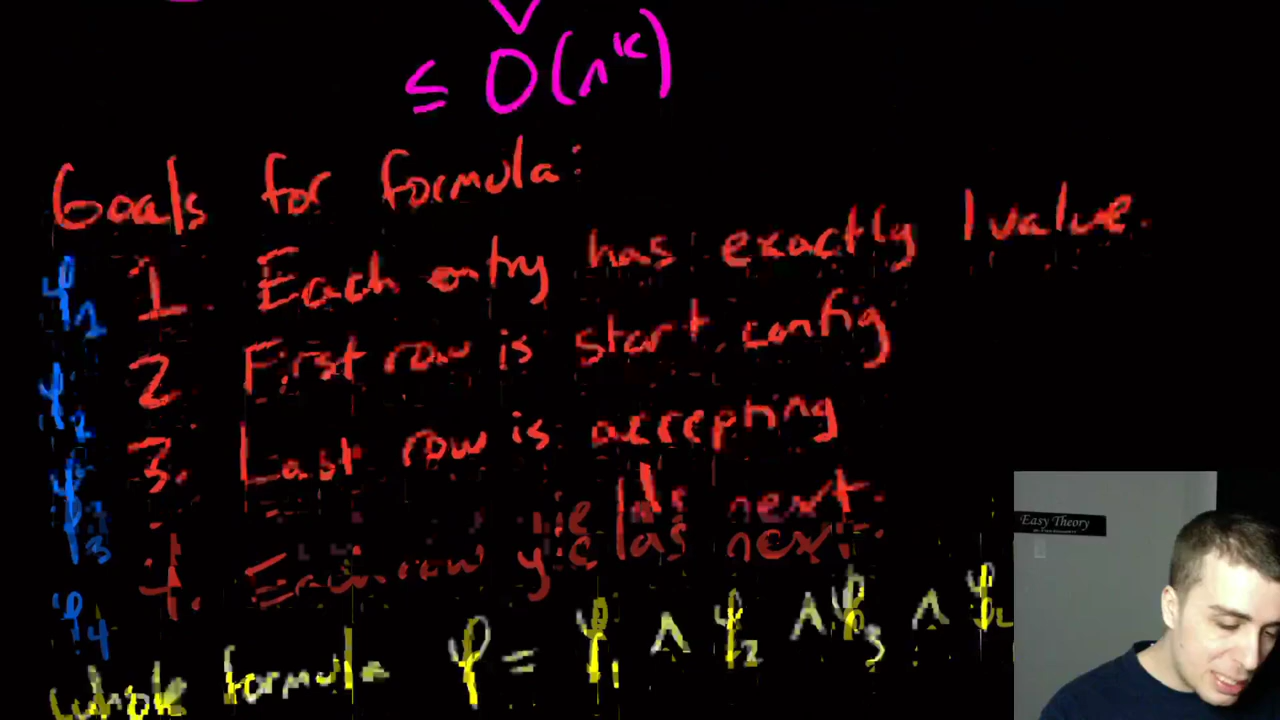 ≤ O(n^k)
Goals for formula:
φ1 1. Each entry has exactly 1 value.
φ2 2. First row is start config
φ3 3. Last row is accepting
φ4 4. Each row yields next.
whole formula φ = φ1 ∧ φ2 ∧ φ3 ∧ φ
Easy Theory